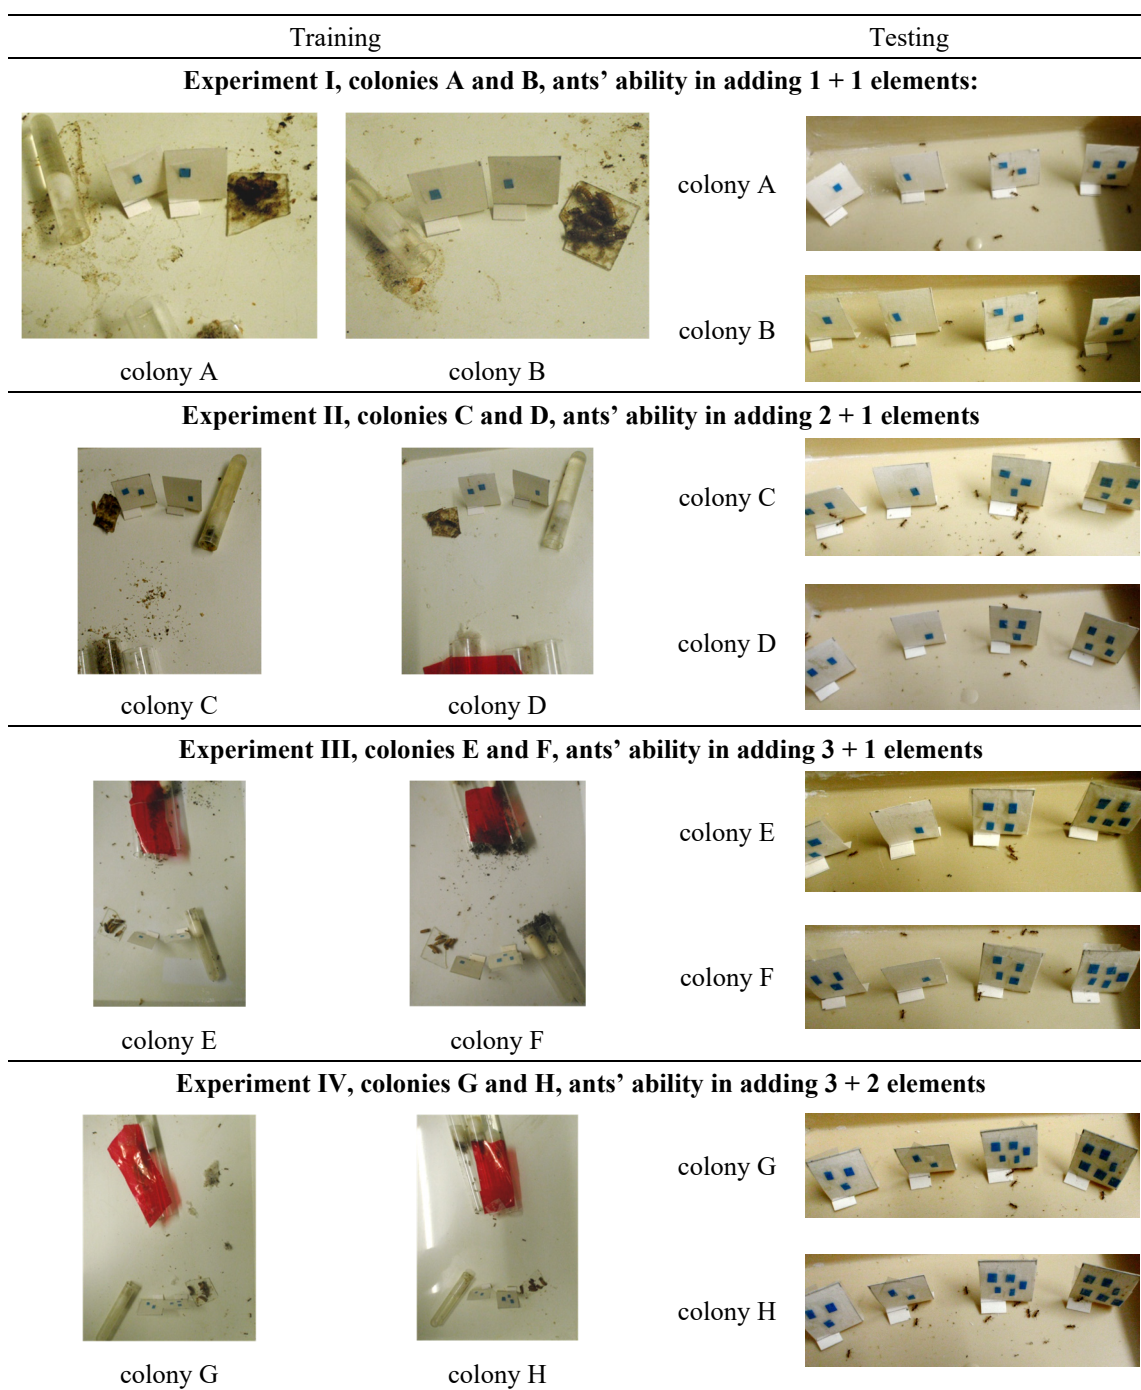 Training Testing
Experiment I, colonies A and B, ants’ ability in adding 1 + 1 elements:
colony A
colony B
colony A colony B
Experiment II, colonies C and D, ants’ ability in adding 2 + 1 elements
colony C
colony D
colony C colony D
Experiment III, colonies E and F, ants’ ability in adding 3 + 1 elements
colony E
colony F
colony E colony F
Experiment IV, colonies G and H, ants’ ability in adding 3 + 2 elements
colony G
colony H
colony G colony H